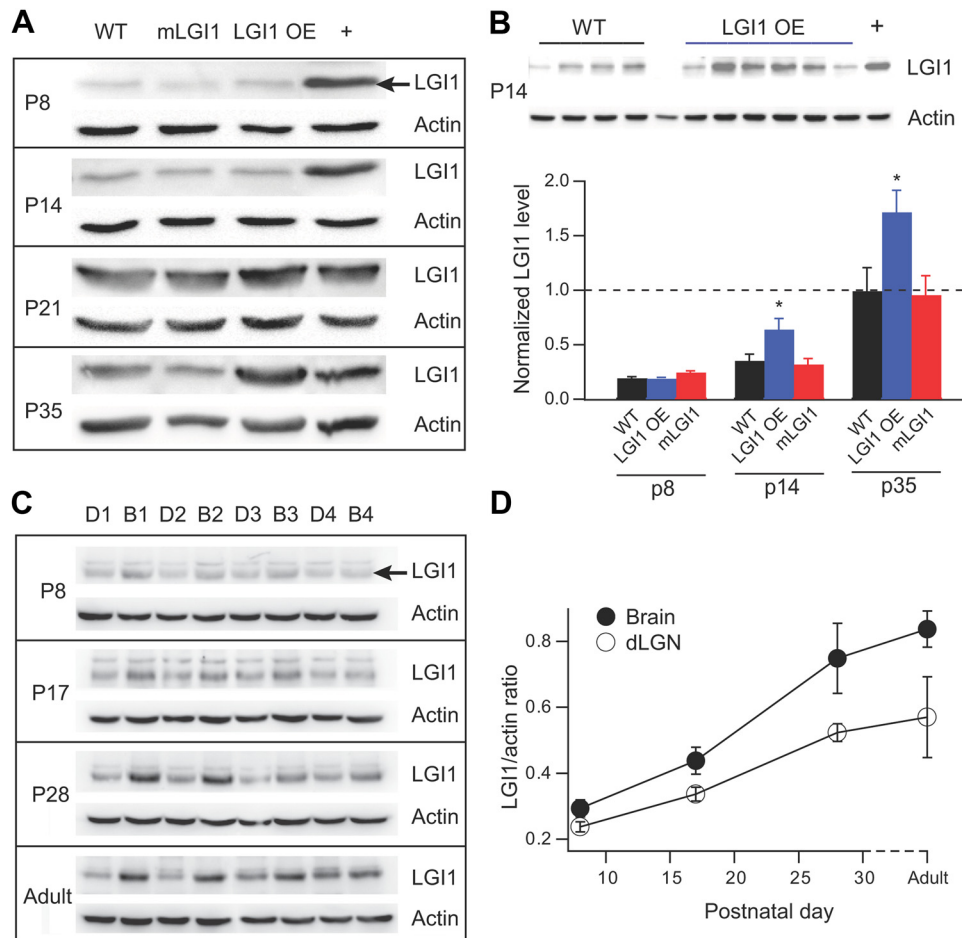 A
WT mLGI1 LGI1 OE +
P8
LGI1
Actin
P14
LGI1
Actin
P21
LGI1
Actin
P35
LGI1
Actin
B
WT LGI1 OE +
P14
LGI1
Actin
Normalized LGI1 level
2.0
1.5
1.0
0.5
0.0
*
*
WT LGI1 OE mLGI1 WT LGI1 OE mLGI1 WT LGI1 OE mLGI1
p8 p14 p35
C
D1 B1 D2 B2 D3 B3 D4 B4
P8
LGI1
Actin
P17
LGI1
Actin
P28
LGI1
Actin
Adult
LGI1
Actin
D
Brain
dLGN
LGI1/actin ratio
0.8
0.6
0.4
0.2
10 15 20 25 30 Adult
Postnatal day